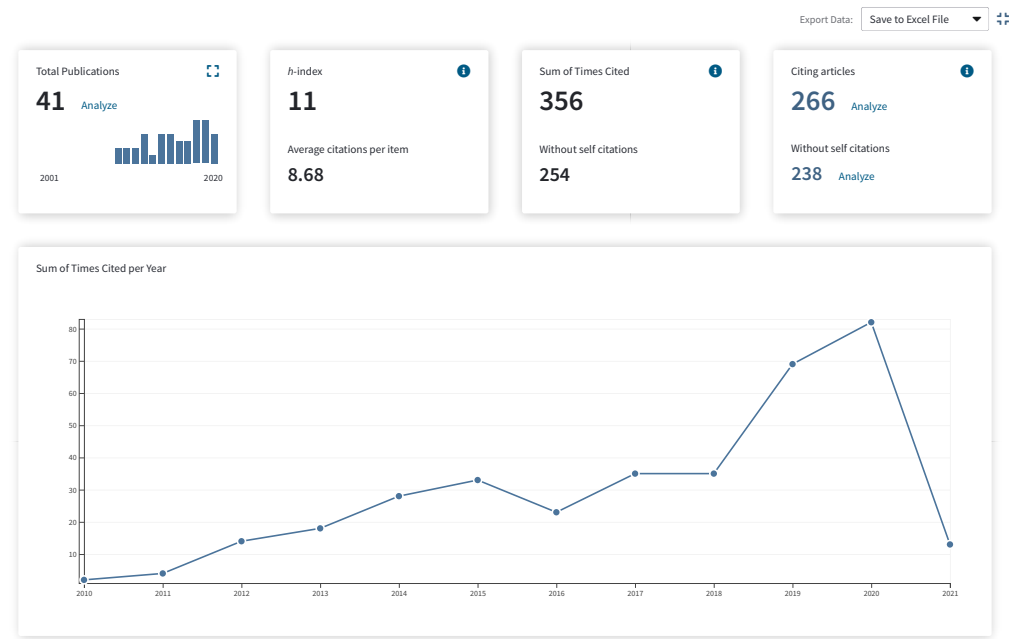 Export Data: Save to Excel File
Total Publications
41 Analyze
2001 2020
h-index
11
Average citations per item
8.68
Sum of Times Cited
356
Without self citations
254
Citing articles
266 Analyze
Without self citations
238 Analyze
Sum of Times Cited per Year
80
70
60
50
40
30
20
10
2010 2011 2012 2013 2014 2015 2016 2017 2018 2019 2020 2021